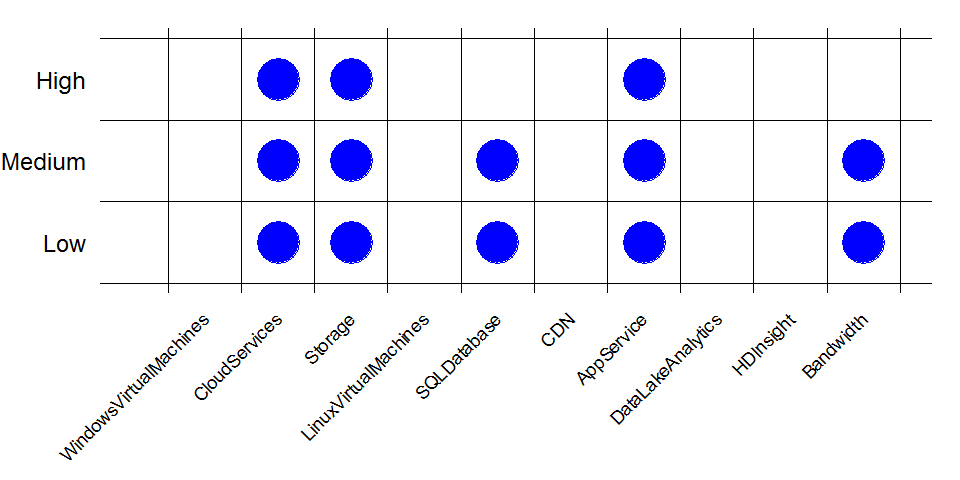 High
Medium
Low
WindowsVirtualMachines
CloudServices
Storage
LinuxVirtualMachines
SQLDatabase
CDN
AppService
DataLakeAnalytics
HDInsight
Bandwidth